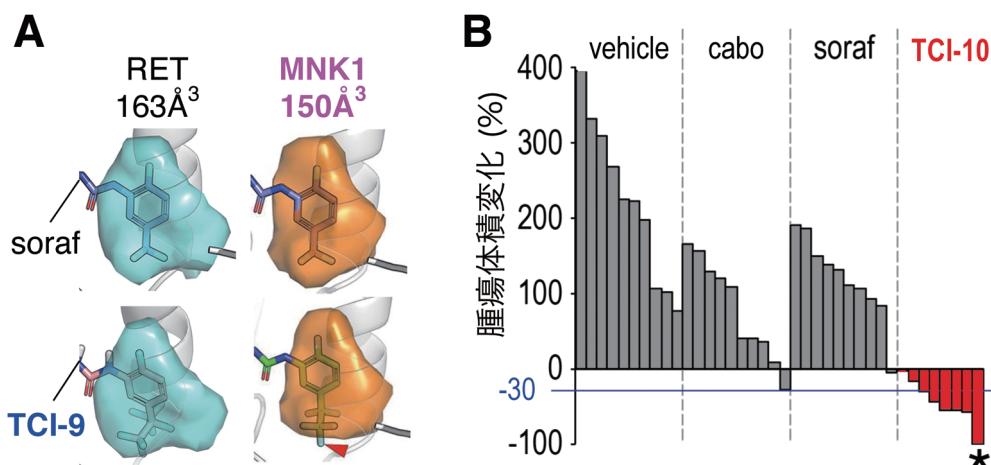 A
RET
163Å3
MNK1
150Å3
soraf
TCI-9
B
vehicle
cabo
soraf
TCI-10
腫瘍体積変化 (%)
400
300
200
100
0
-30
-100
*